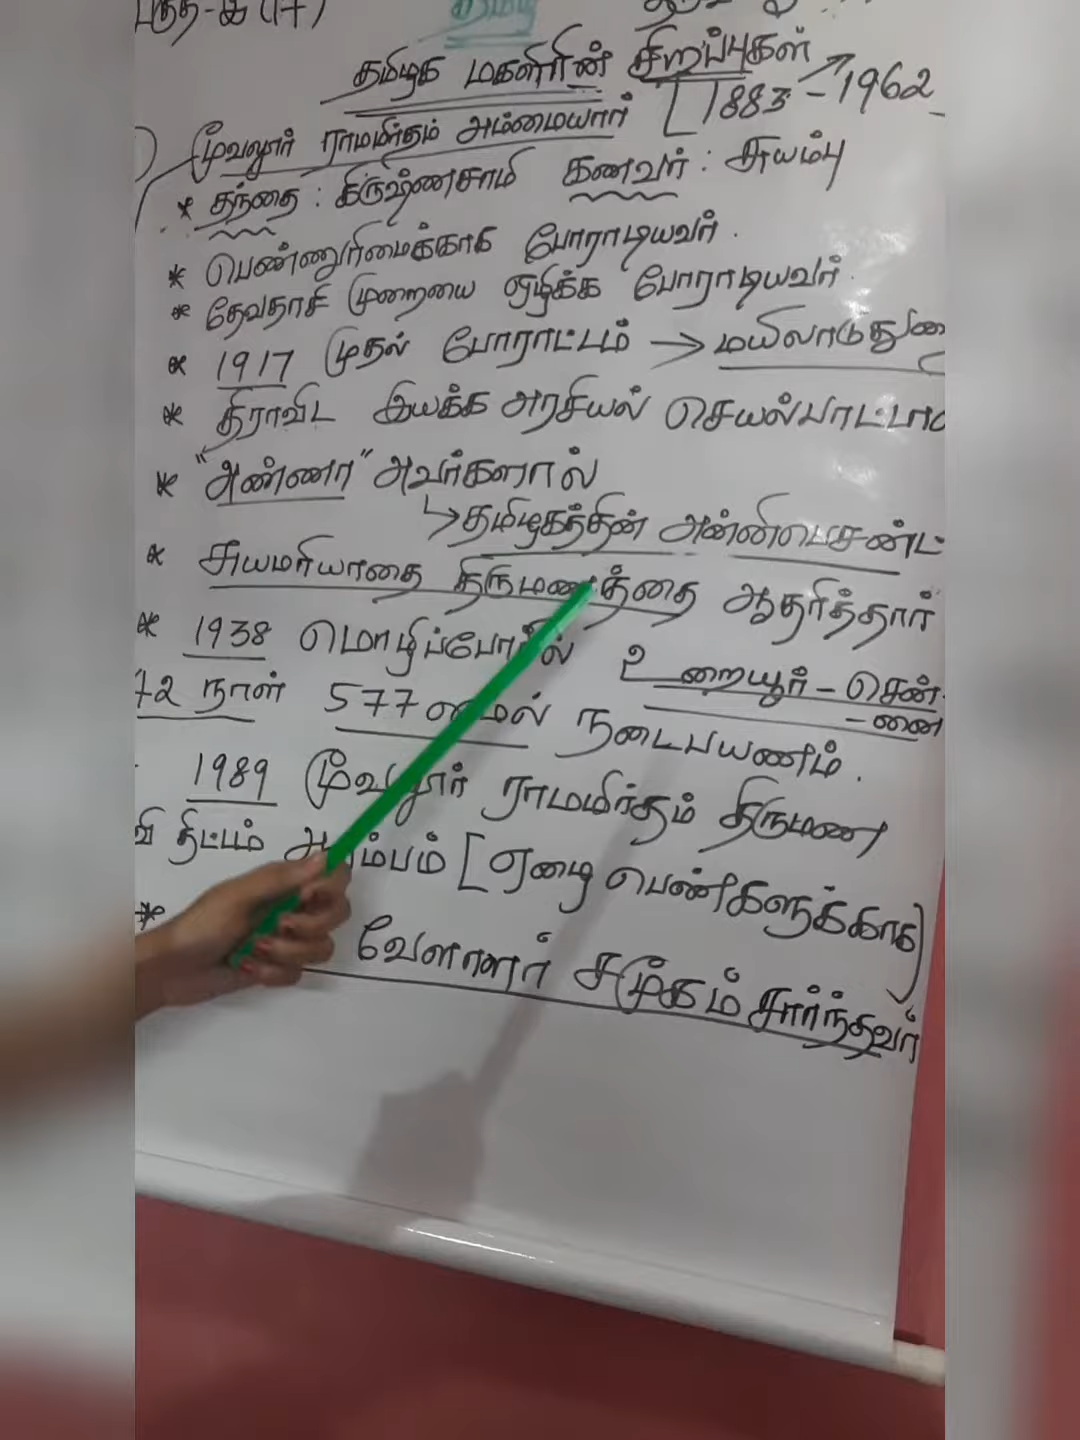 தமிழ்
தமிழக மகளிரின் சிறப்புகள்
மூவலூர் ராமமிர்தம் அம்மையார் [1883 - 1962
* தந்தை : கிருஷ்ணசாமி கணவர் : சுயம்பு
* பெண்ணுரிமைக்காக போராடியவர்.
* தேவதாசி முறையை ஒழிக்க போராடியவர்.
* 1917 முதல் போராட்டம் → மயிலாடுதுறை
* திராவிட இயக்க அரசியல் செயல்பாட்டா
* "அண்ணா" அவர்களால்
↳ தமிழகத்தின் அன்னிபெசண்ட்
* சுயமரியாதை திருமணத்தை ஆதரித்தார்
* 1938 மொழிப்போரில் உறையூர் - சென்
- னை
42 நாள் 577 மைல் நடைபயணம்.
1989 மூவலூர் ராமமிர்தம் திருமண
வி திட்டம் ஆரம்பம் [ஏழை பெண்களுக்காக]
* வேளாளர் சமூகம் சார்ந்தவர்